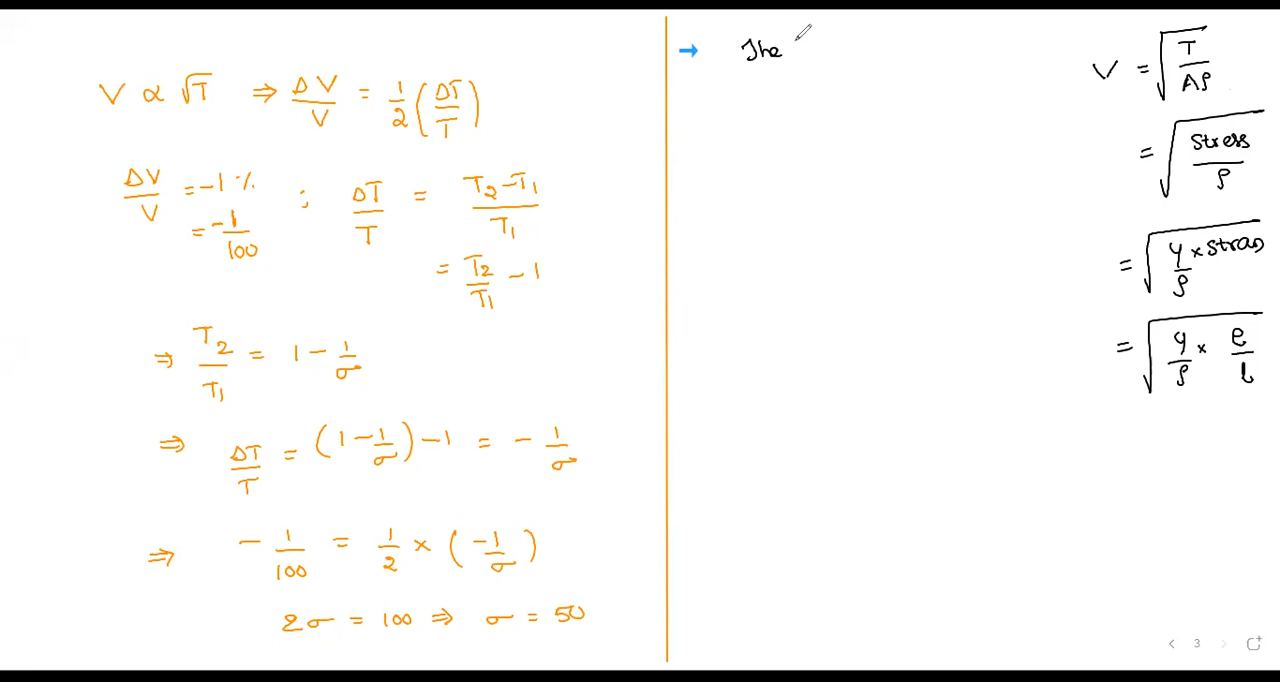 V ∝ √T ⇒ ΔV/V = 1/2 (ΔT/T)
ΔV/V = -1 % ; ΔT/T = T₂-T₁/T₁
= -1/100
= T₂/T₁ - 1
⇒ T₂/T₁ = 1 - 1/σ
⇒ ΔT/T = (1 - 1/σ) - 1 = - 1/σ
⇒ - 1/100 = 1/2 × (-1/σ)
2σ = 100 ⇒ σ = 50
→ The
V = √T/Aρ
= √Stress/ρ
= √Y/ρ × Strain
= √Y/ρ × e/l
< 3 >